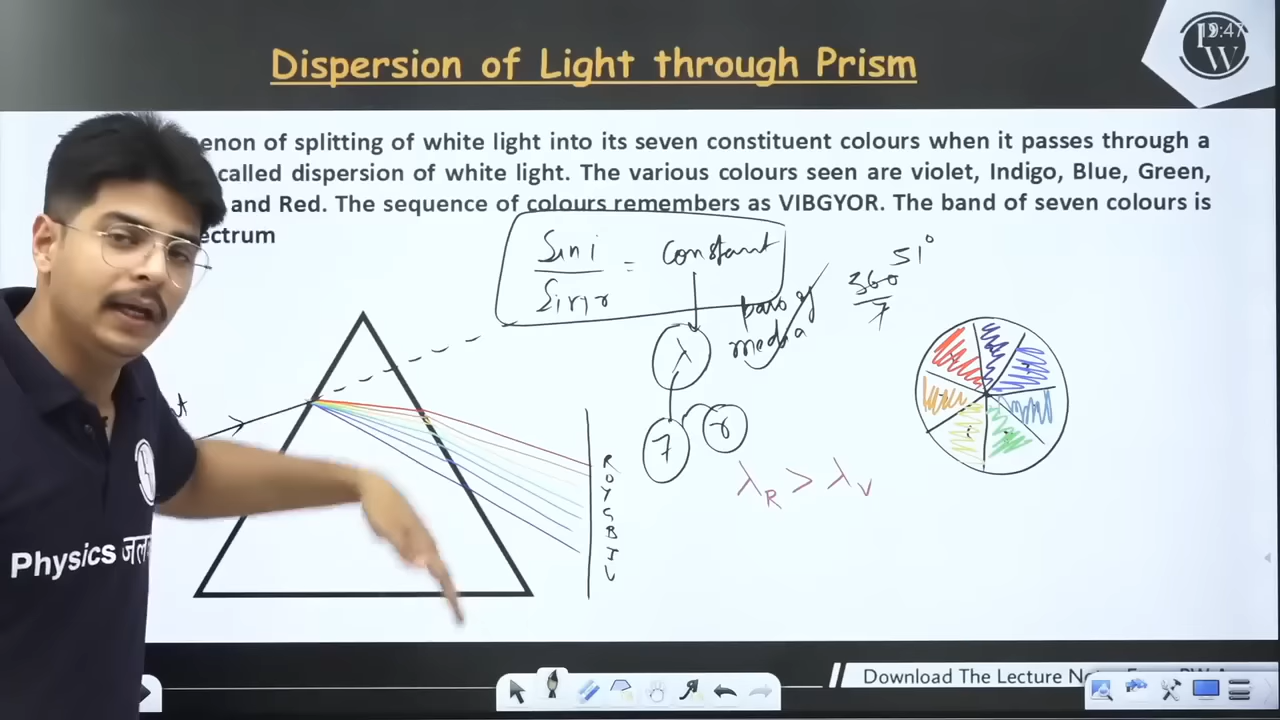 19:47
PW
Dispersion of Light through Prism
enon of splitting of white light into its seven constituent colours when it passes through a
called dispersion of white light. The various colours seen are violet, Indigo, Blue, Green,
and Red. The sequence of colours remembers as VIBGYOR. The band of seven colours is
ectrum
Sin i / Sin r = constant
pair of
media
λ
7 r
360/7 51°
R
O
Y
G
B
I
V
λR > λV
Physics
Download The Lecture